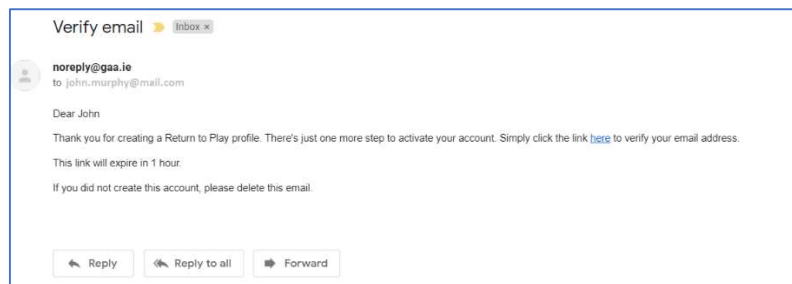 Verify email Inbox ×
noreply@gaa.ie
to john.murphy@mail.com
Dear John
Thank you for creating a Return to Play profile. There's just one more step to activate your account. Simply click the link here to verify your email address.
This link will expire in 1 hour.
If you did not create this account, please delete this email.
Reply Reply to all Forward